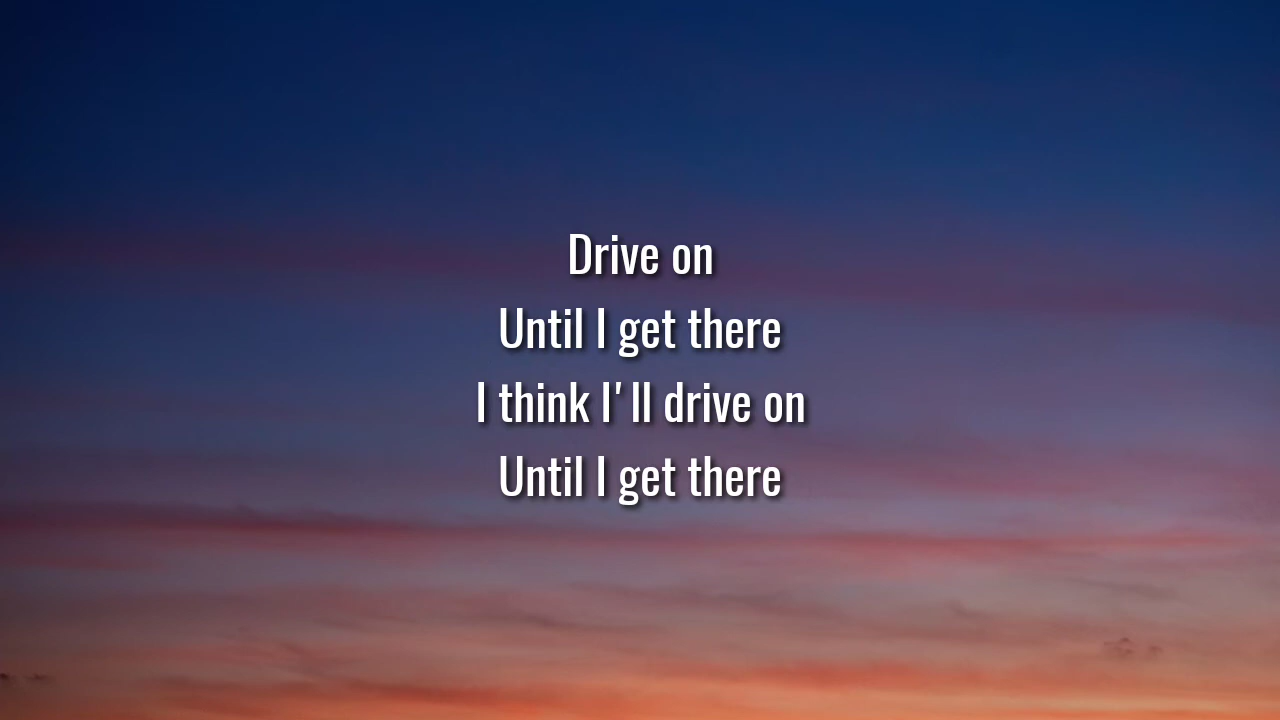 Drive on
Until I get there
I think I'll drive on
Until I get there